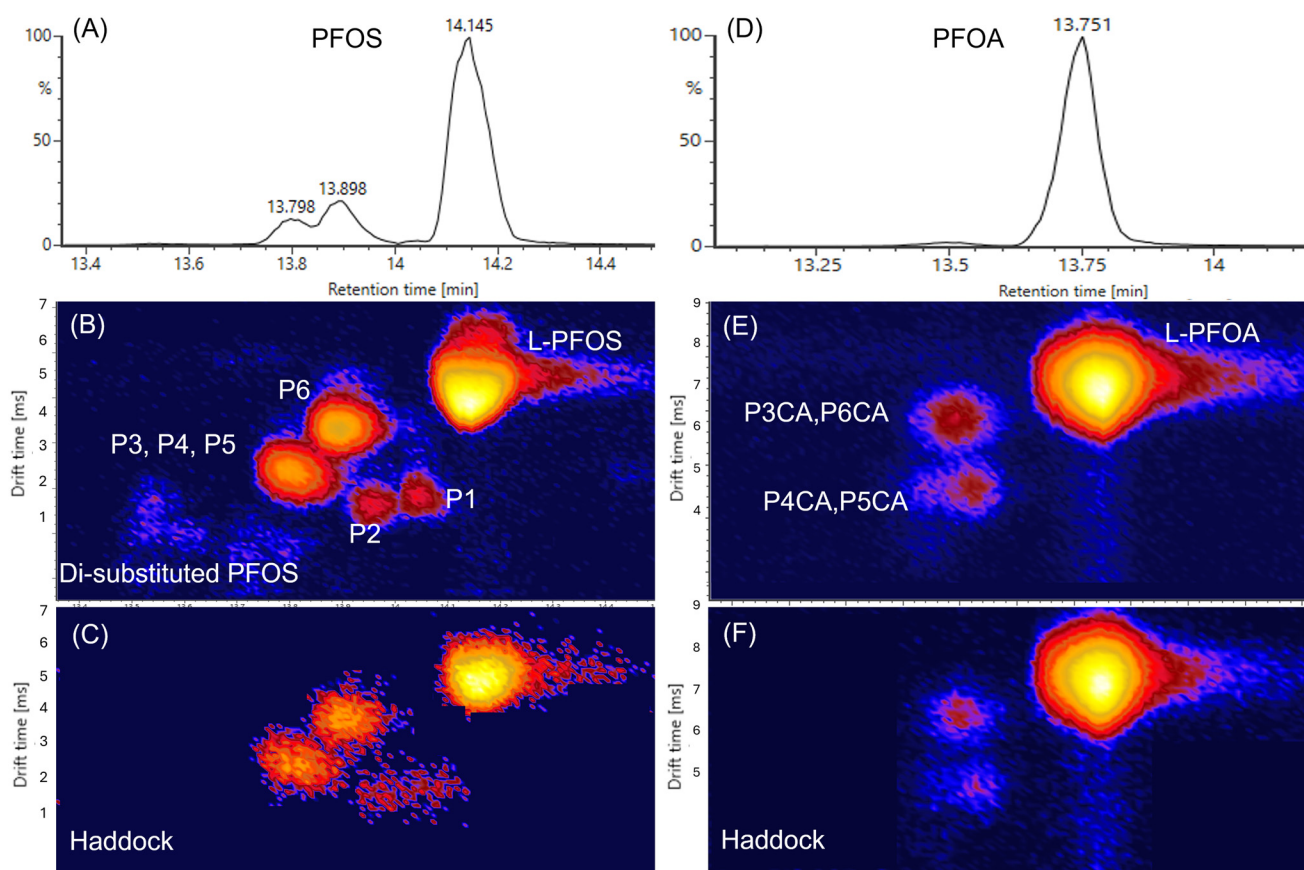 (A)
PFOS
14.145
100
%
50
0
13.798
13.898
13.4
13.6
13.8
14
14.2
14.4
Retention time [min]
(D)
PFOA
13.751
100
%
50
0
13.25
13.5
13.75
14
Retention time [min]
(B)
7
6
5
4
3
2
1
Drift time [ms]
L-PFOS
P6
P3, P4, P5
P1
P2
Di-substituted PFOS
(E)
9
8
7
6
5
4
Drift time [ms]
L-PFOA
P3CA,P6CA
P4CA,P5CA
(C)
7
6
5
4
3
2
1
Drift time [ms]
Haddock
(F)
9
8
7
6
5
Drift time [ms]
Haddock